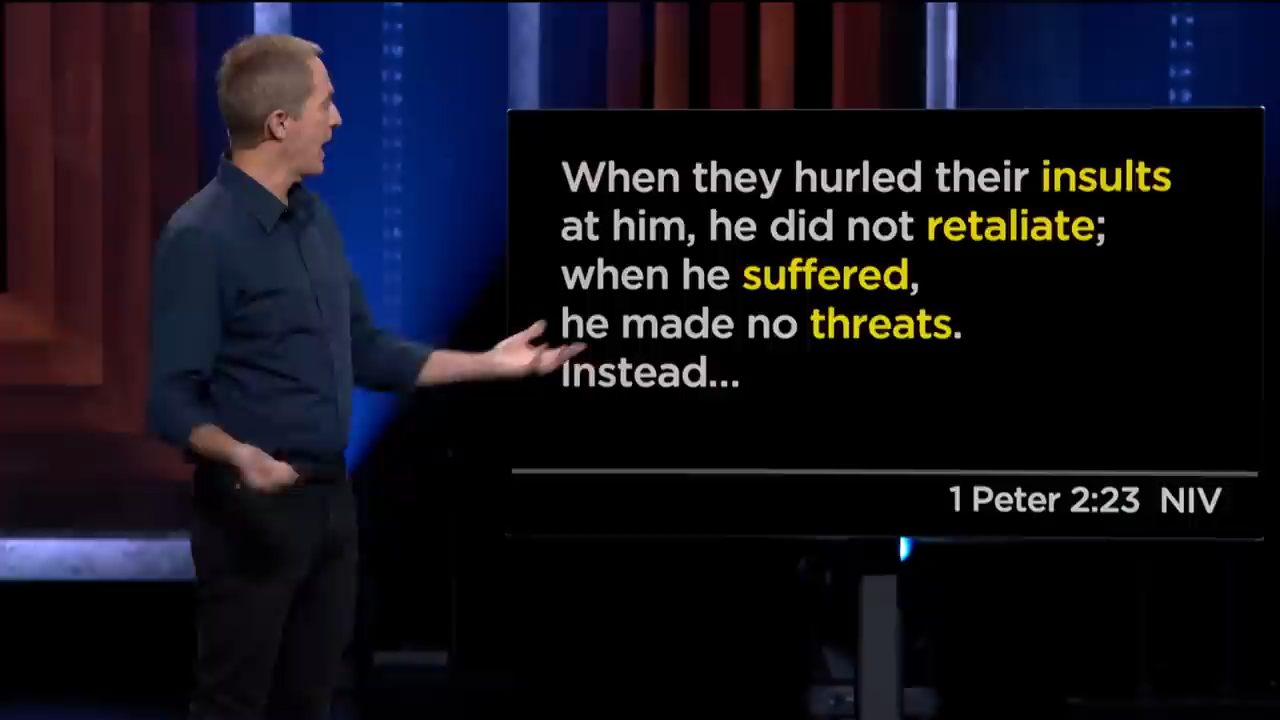 When they hurled their insults
at him, he did not retaliate;
when he suffered,
he made no threats.
Instead...
1 Peter 2:23 NIV